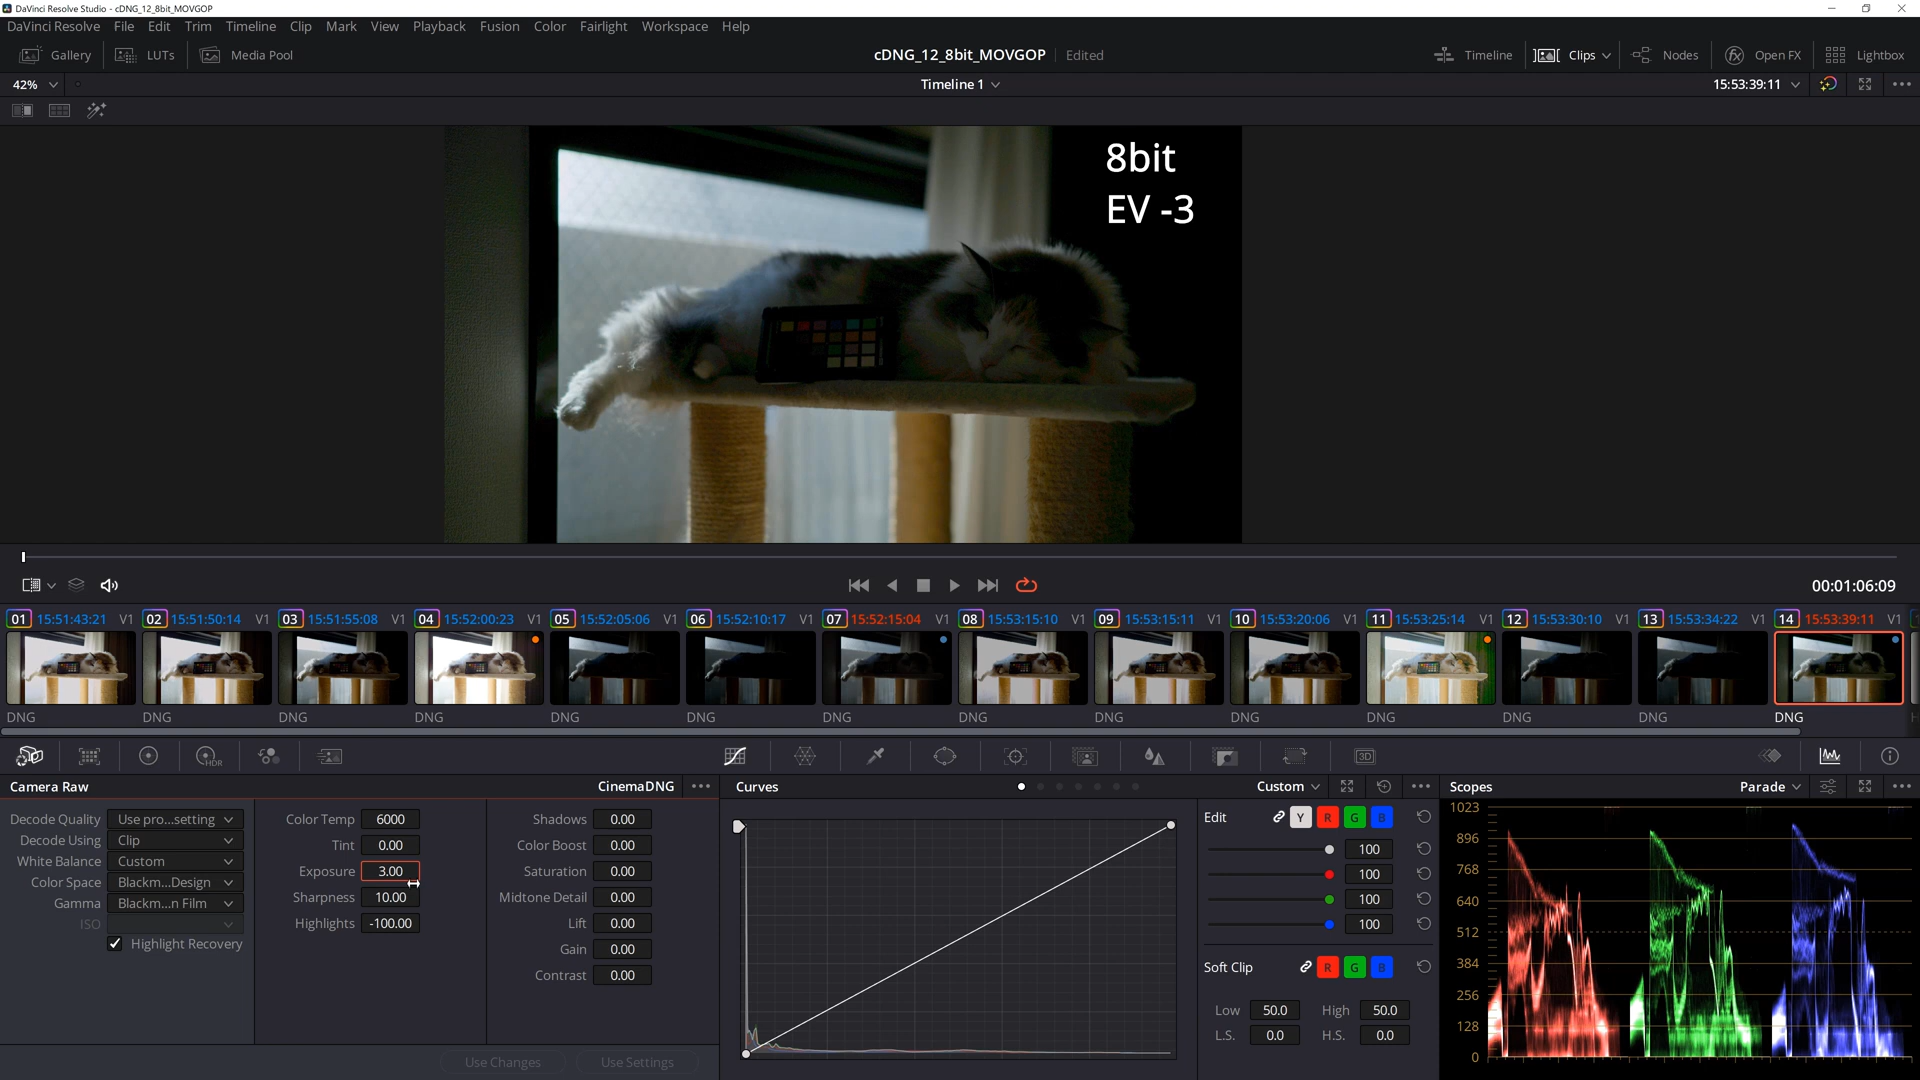 DaVinci Resolve Studio - cDNG_12_8bit_MOVGOP
DaVinci Resolve File Edit Trim Timeline Clip Mark View Playback Fusion Color Fairlight Workspace Help
Gallery LUTs Media Pool cDNG_12_8bit_MOVGOP Edited Timeline Clips Nodes fx Open FX Lightbox
42% Timeline 1 15:53:39:11
8bit
EV -3
00:01:06:09
01 15:51:43:21 V1 02 15:51:50:14 V1 03 15:51:55:08 V1 04 15:52:00:23 V1 05 15:52:05:06 V1 06 15:52:10:17 V1 07 15:52:15:04 V1 08 15:53:15:10 V1 09 15:53:15:11 V1 10 15:53:20:06 V1 11 15:53:25:14 V1 12 15:53:30:10 V1 13 15:53:34:22 V1 14 15:53:39:11 V1
DNG DNG DNG DNG DNG DNG DNG DNG DNG DNG DNG DNG DNG DNG
HDR 3D
Camera Raw CinemaDNG
Decode Quality Use pro...setting
Decode Using Clip
White Balance Custom
Color Space Blackm...Design
Gamma Blackm...n Film
ISO
Highlight Recovery
Color Temp 6000
Tint 0.00
Exposure 3.00
Sharpness 10.00
Highlights -100.00
Shadows 0.00
Color Boost 0.00
Saturation 0.00
Midtone Detail 0.00
Lift 0.00
Gain 0.00
Contrast 0.00
Use Changes Use Settings
Curves Custom
Edit Y R G B
100
100
100
100
Soft Clip R G B
Low 50.0 High 50.0
L.S. 0.0 H.S. 0.0
Scopes Parade
1023
896
768
640
512
384
256
128
0